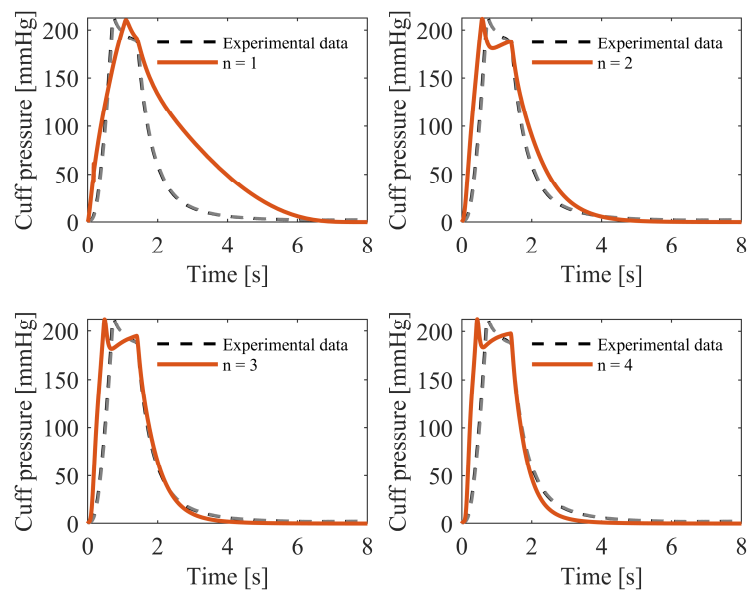 Cuff pressure [mmHg]
200
150
100
50
0
Experimental data
n = 1
0 2 4 6 8
Time [s]
Cuff pressure [mmHg]
200
150
100
50
0
Experimental data
n = 2
0 2 4 6 8
Time [s]
Cuff pressure [mmHg]
200
150
100
50
0
Experimental data
n = 3
0 2 4 6 8
Time [s]
Cuff pressure [mmHg]
200
150
100
50
0
Experimental data
n = 4
0 2 4 6 8
Time [s]